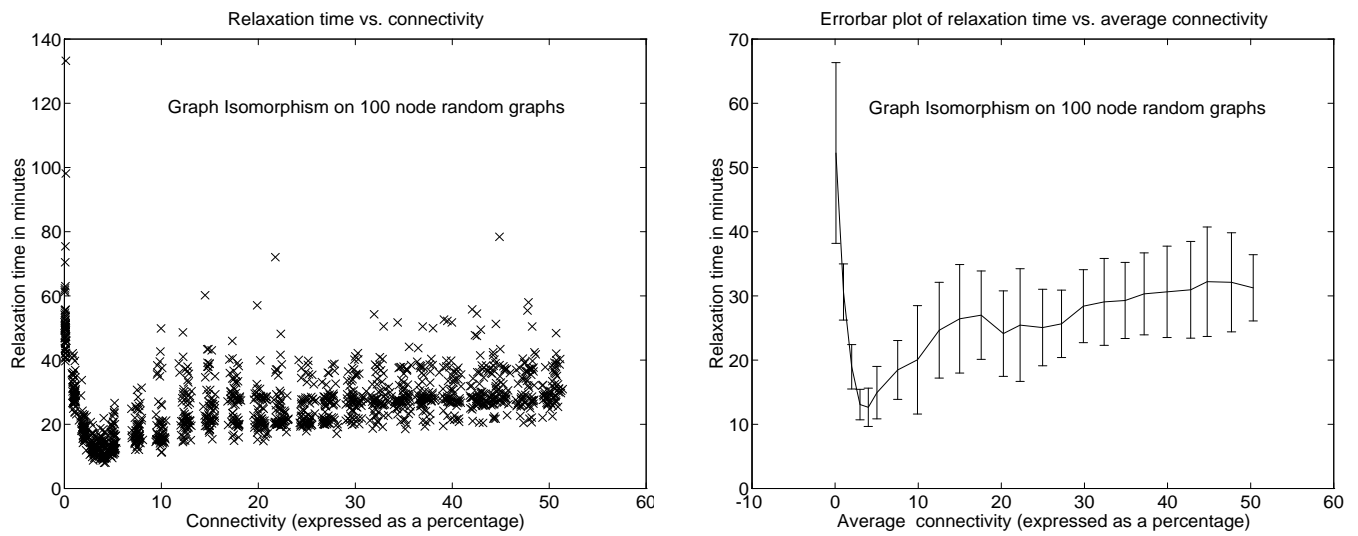 Relaxation time vs. connectivity
140
120
100
80
60
40
20
0
Relaxation time in minutes
Graph Isomorphism on 100 node random graphs
0 10 20 30 40 50 60
Connectivity (expressed as a percentage)
Errorbar plot of relaxation time vs. average connectivity
70
60
50
40
30
20
10
0
Relaxation time in minutes
Graph Isomorphism on 100 node random graphs
-10 0 10 20 30 40 50 60
Average connectivity (expressed as a percentage)